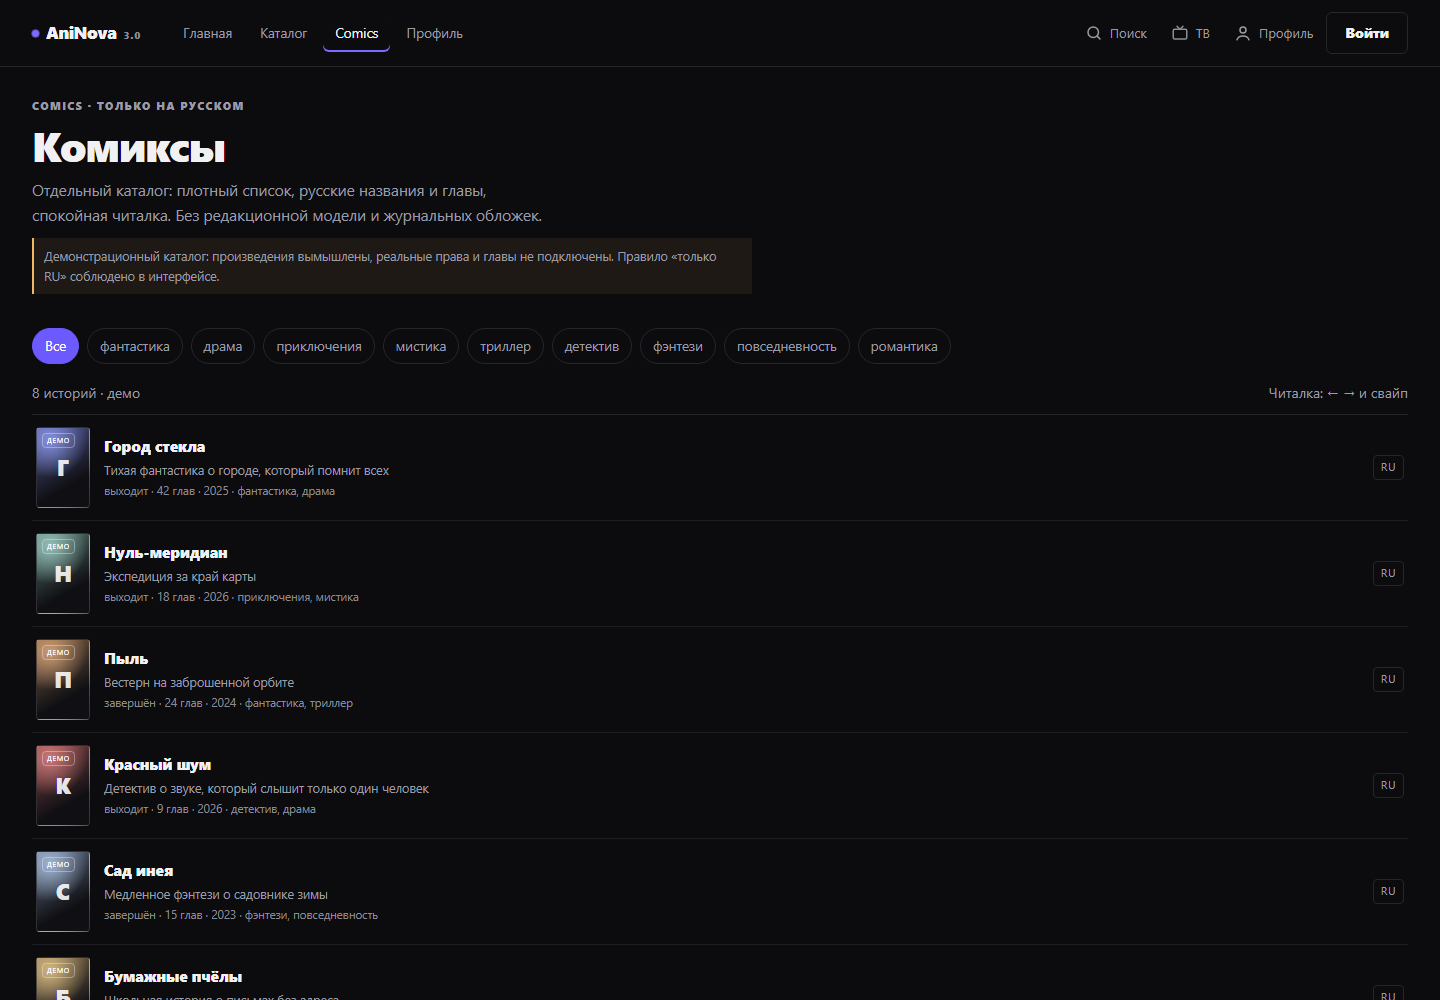 AniNova 3.0 Главная Каталог Comics Профиль Поиск ТВ Профиль Войти
COMICS · ТОЛЬКО НА РУССКОМ
Комиксы
Отдельный каталог: плотный список, русские названия и главы,
спокойная читалка. Без редакционной модели и журнальных обложек.
Демонстрационный каталог: произведения вымышлены, реальные права и главы не подключены. Правило «только
RU» соблюдено в интерфейсе.
Все фантастика драма приключения мистика триллер детектив фэнтези повседневность романтика
8 историй · демо Читалка: ← → и свайп
ДЕМО
Г
Город стекла
Тихая фантастика о городе, который помнит всех
выходит · 42 глав · 2025 · фантастика, драма
RU
ДЕМО
Н
Нуль-меридиан
Экспедиция за край карты
выходит · 18 глав · 2026 · приключения, мистика
RU
ДЕМО
П
Пыль
Вестерн на заброшенной орбите
завершён · 24 глав · 2024 · фантастика, триллер
RU
ДЕМО
К
Красный шум
Детектив о звуке, который слышит только один человек
выходит · 9 глав · 2026 · детектив, драма
RU
ДЕМО
С
Сад инея
Медленное фэнтези о садовнике зимы
завершён · 15 глав · 2023 · фэнтези, повседневность
RU
ДЕМО
Б
Бумажные пчёлы
Школьная история о письмах без адреса
RU